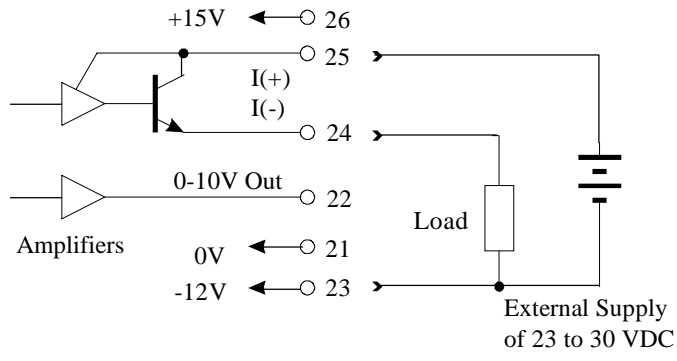 +15V 26
25
I(+)
I(-)
24
0-10V Out 22
Amplifiers
Load
0V 21
-12V 23
External Supply
of 23 to 30 VDC